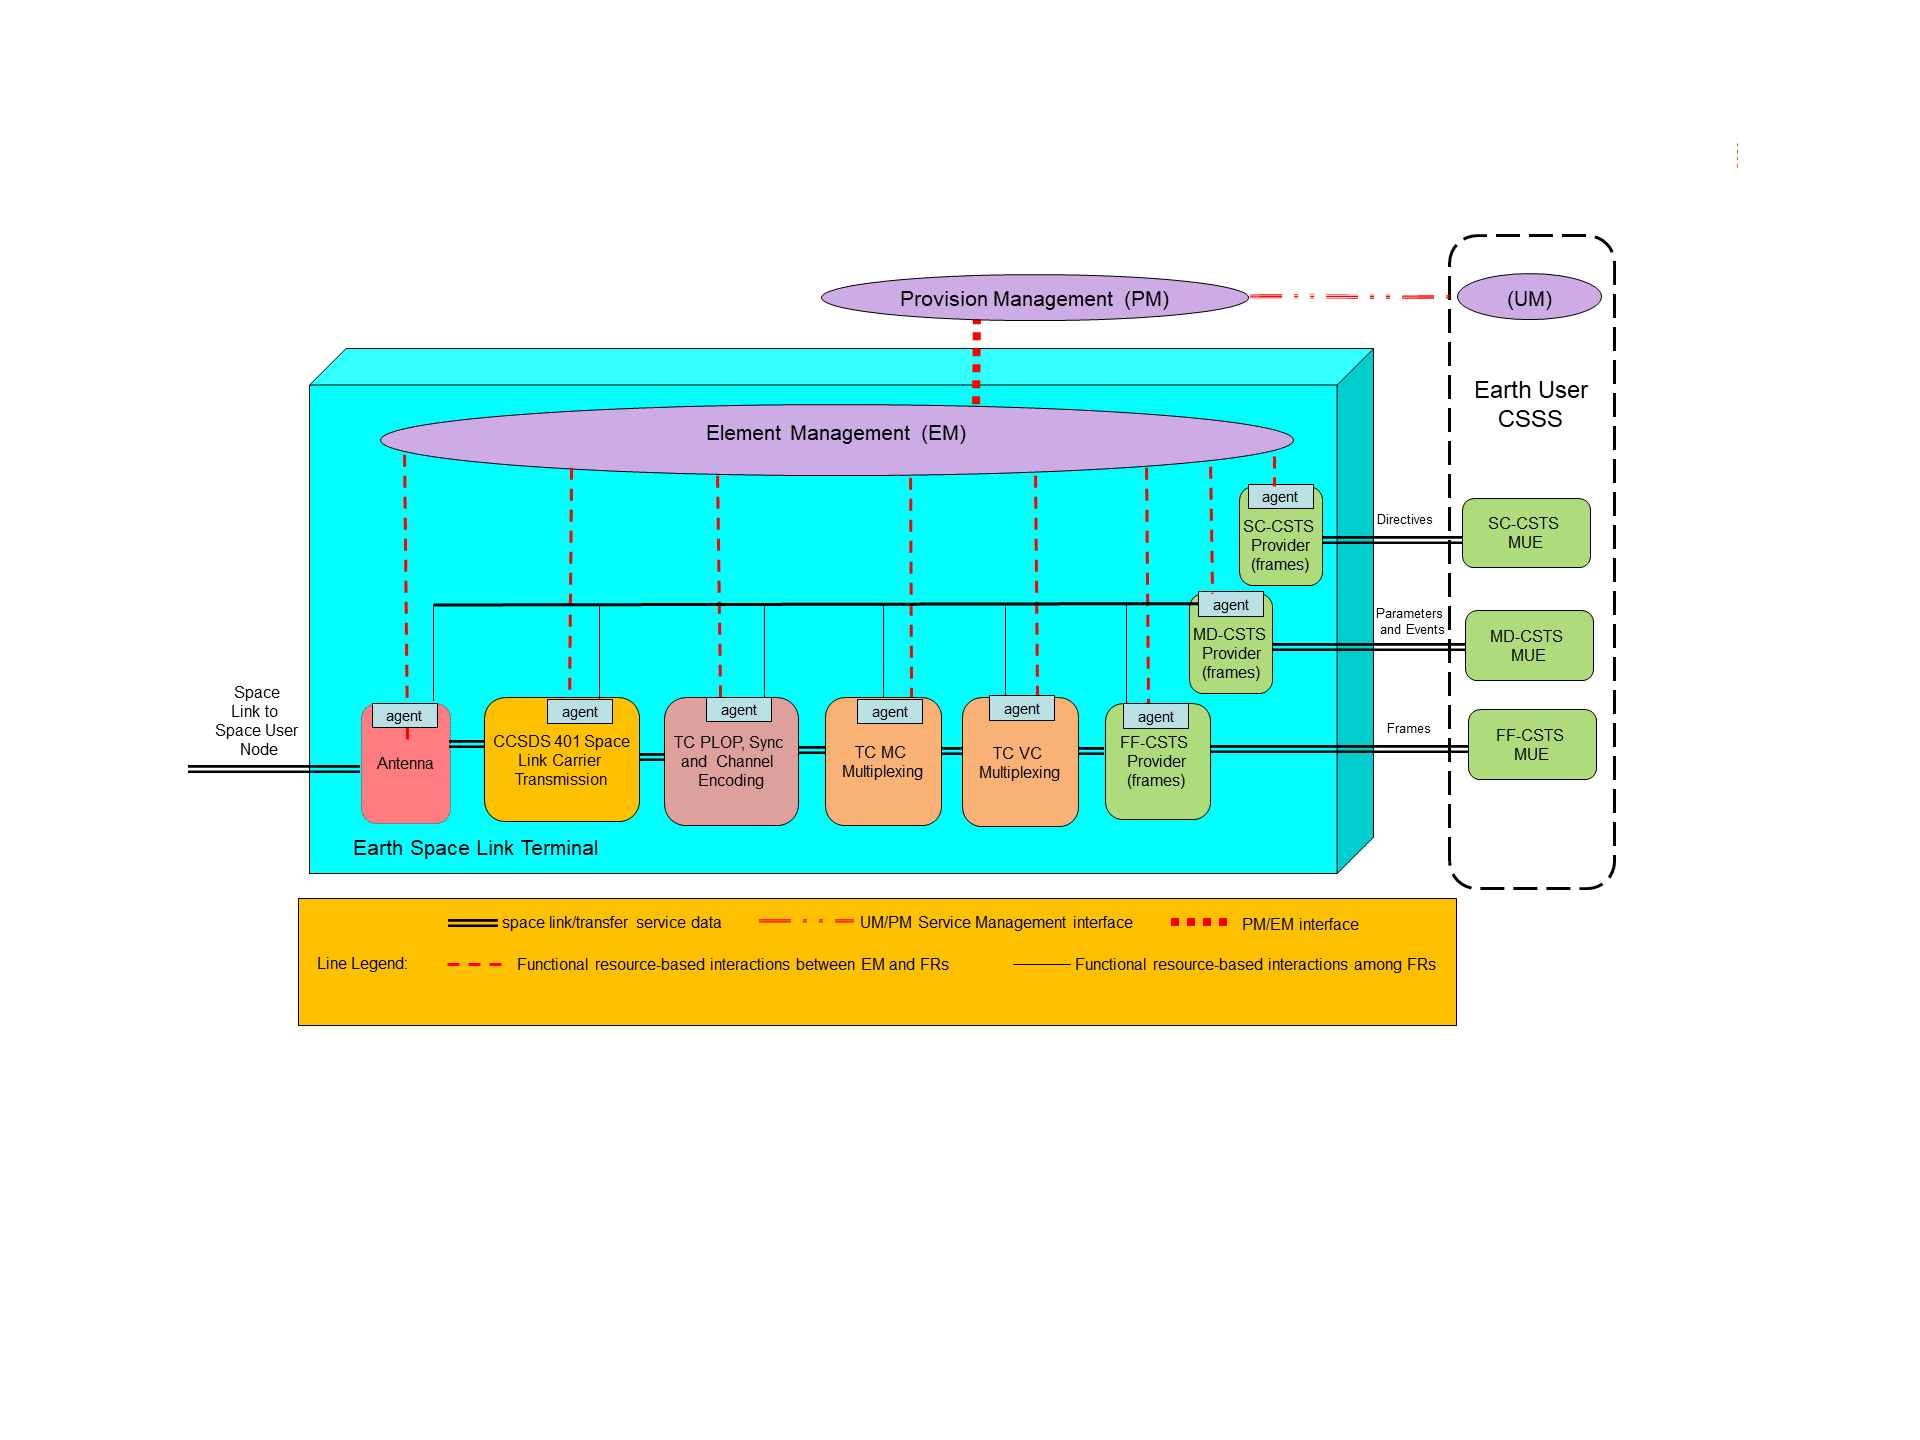 Provision Management (PM)
(UM)
Earth User
CSSS
Element Management (EM)
agent
SC-CSTS
Provider
(frames)
Directives
SC-CSTS
MUE
agent
MD-CSTS
Provider
(frames)
Parameters
and Events
MD-CSTS
MUE
Space
Link to
Space User
Node
agent
Antenna
agent
CCSDS 401 Space
Link Carrier
Transmission
agent
TC PLOP, Sync
and Channel
Encoding
agent
TC MC
Multiplexing
agent
TC VC
Multiplexing
agent
FF-CSTS
Provider
(frames)
Frames
FF-CSTS
MUE
Earth Space Link Terminal
space link/transfer service data
UM/PM Service Management interface
PM/EM interface
Line Legend:
Functional resource-based interactions between EM and FRs
Functional resource-based interactions among FRs